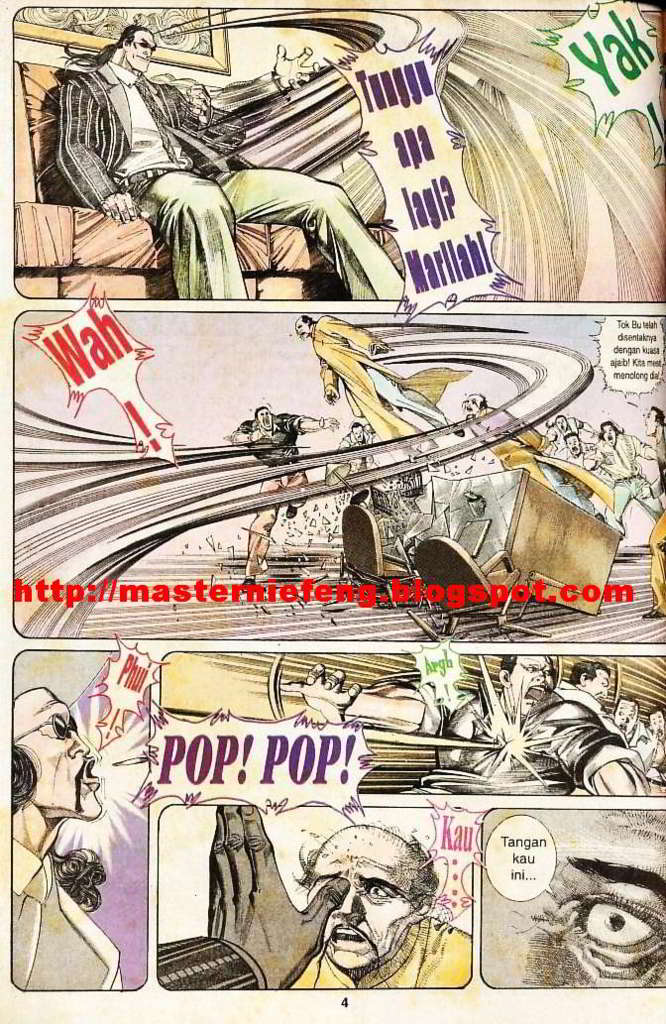 Tunggu
apa
lagi?
Marilah!
Yak
!
Wah
!
Tok Bu telah
disentaknya
dengan kuasa
ajaib! Kita mest
menolong dia!
http://masterniefeng.blogspot.com
Phui
!
POP! POP!
Argh
!
Kau
...
Tangan
kau
ini...
4